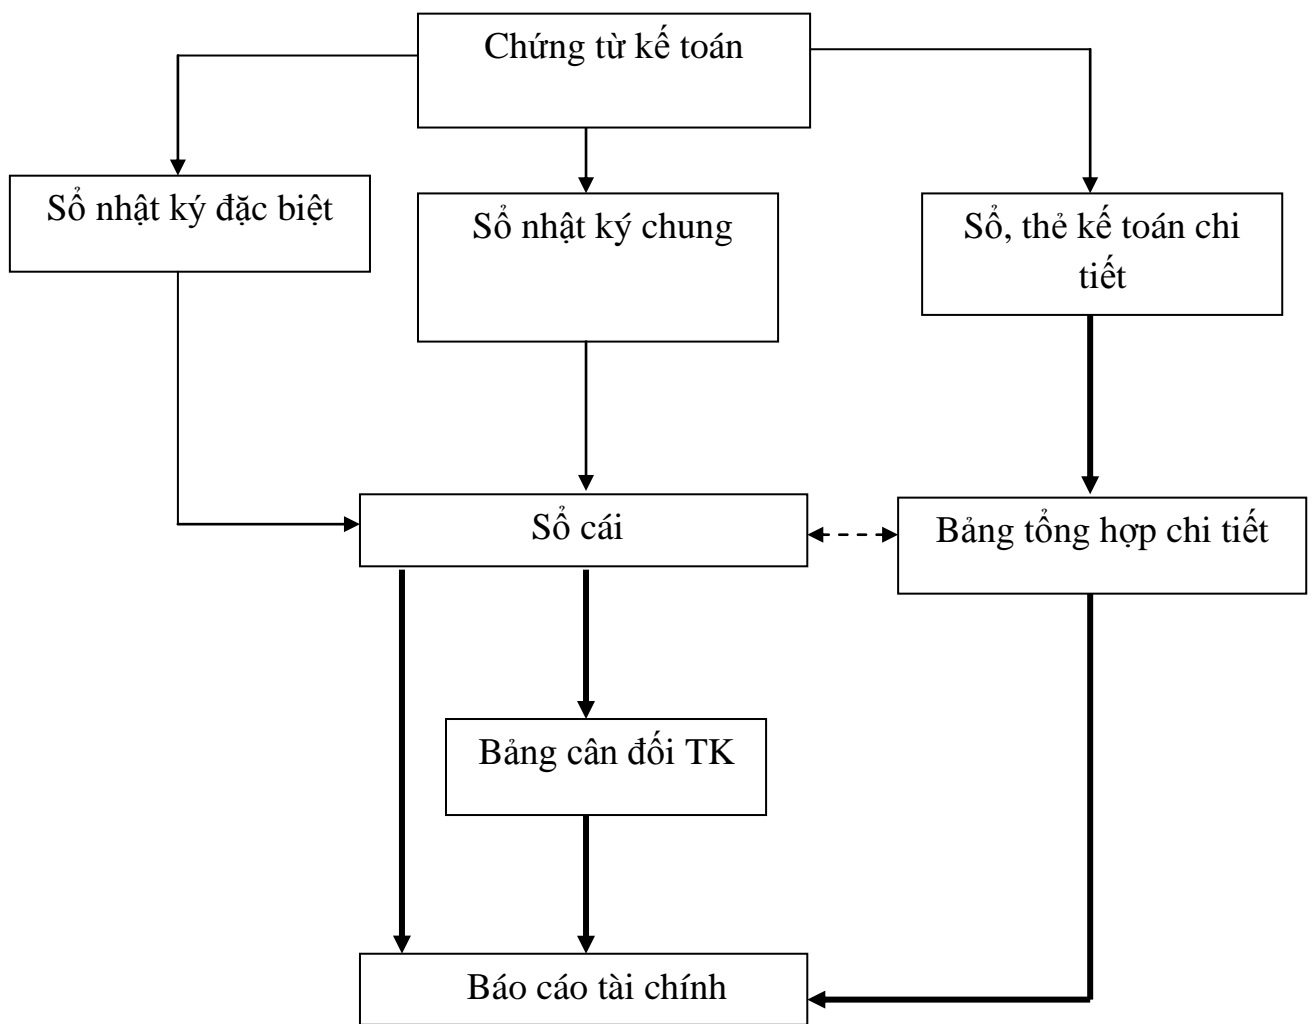 Chứng từ kế toán
Sổ nhật ký đặc biệt
Sổ nhật ký chung
Sổ, thẻ kế toán chi
tiết
Sổ cái
Bảng tổng hợp chi tiết
Bảng cân đối TK
Báo cáo tài chính